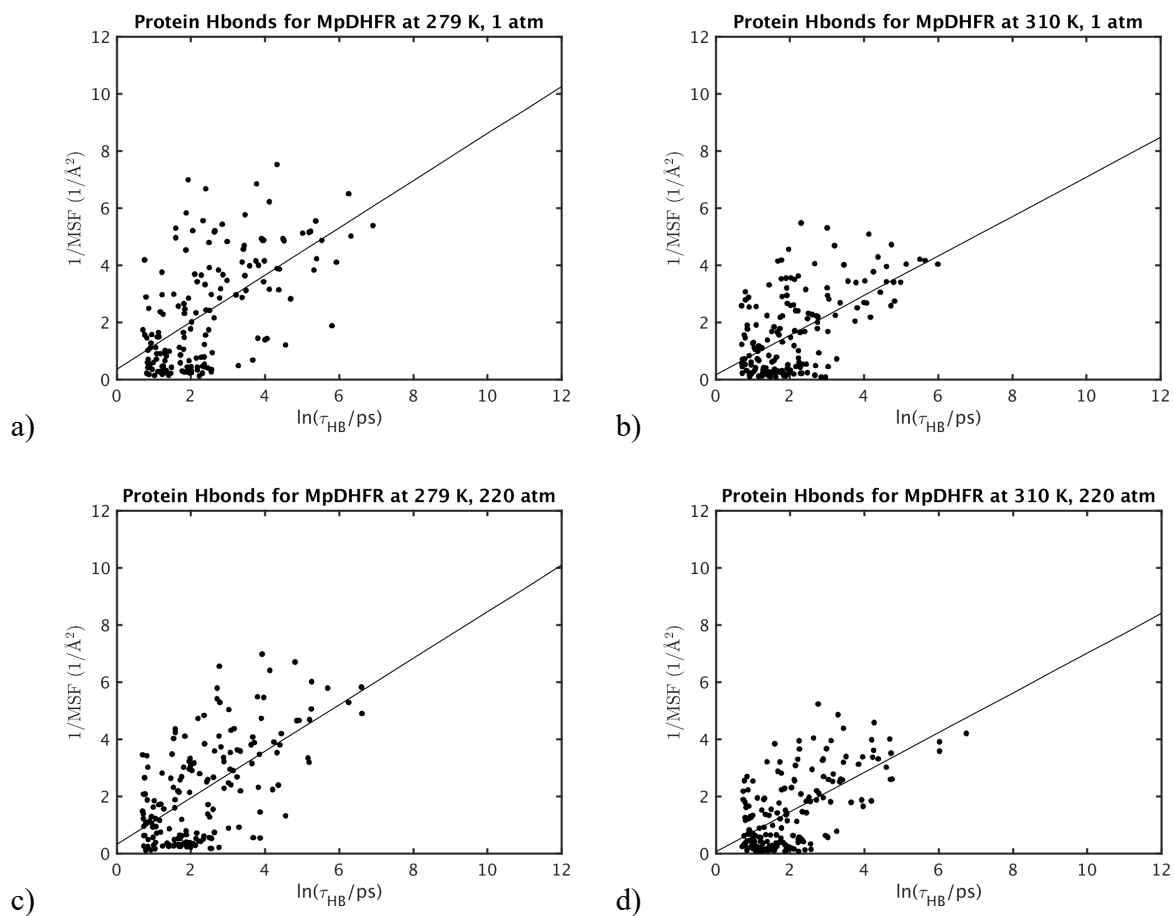 Protein Hbonds for MpDHFR at 279 K, 1 atm
12
10
8
6
4
2
0
1/MSF (1/Å²)
0 2 4 6 8 10 12
ln(τ_HB/ps)
a)
Protein Hbonds for MpDHFR at 310 K, 1 atm
12
10
8
6
4
2
0
1/MSF (1/Å²)
0 2 4 6 8 10 12
ln(τ_HB/ps)
b)
Protein Hbonds for MpDHFR at 279 K, 220 atm
12
10
8
6
4
2
0
1/MSF (1/Å²)
0 2 4 6 8 10 12
ln(τ_HB/ps)
c)
Protein Hbonds for MpDHFR at 310 K, 220 atm
12
10
8
6
4
2
0
1/MSF (1/Å²)
0 2 4 6 8 10 12
ln(τ_HB/ps)
d)